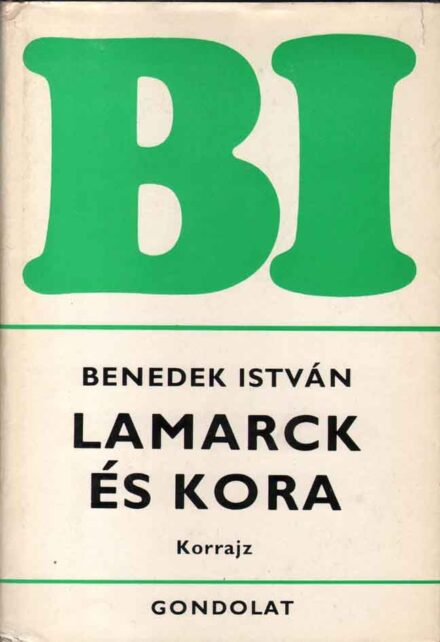 BI
BENEDEK ISTVÁN
LAMARCK
ÉS KORA
Korrajz
GONDOLAT